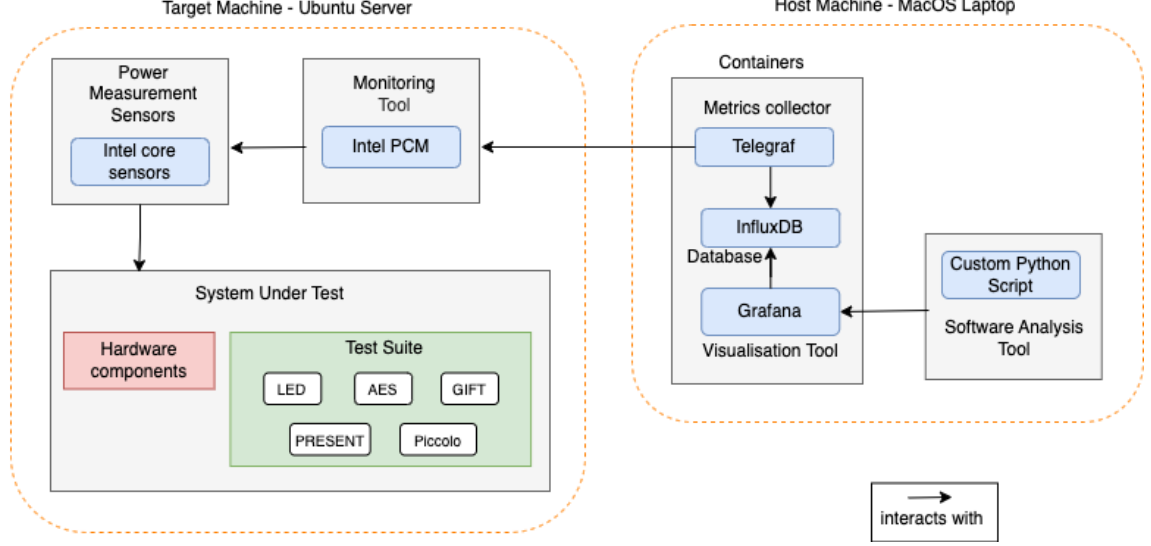 Target Machine - Ubuntu Server
Power
Measurement
Sensors
Intel core
sensors
Monitoring
Tool
Intel PCM
System Under Test
Hardware
components
Test Suite
LED
AES
GIFT
PRESENT
Piccolo
Host Machine - MacOS Laptop
Containers
Metrics collector
Telegraf
InfluxDB
Database
Grafana
Visualisation Tool
Custom Python
Script
Software Analysis
Tool
interacts with